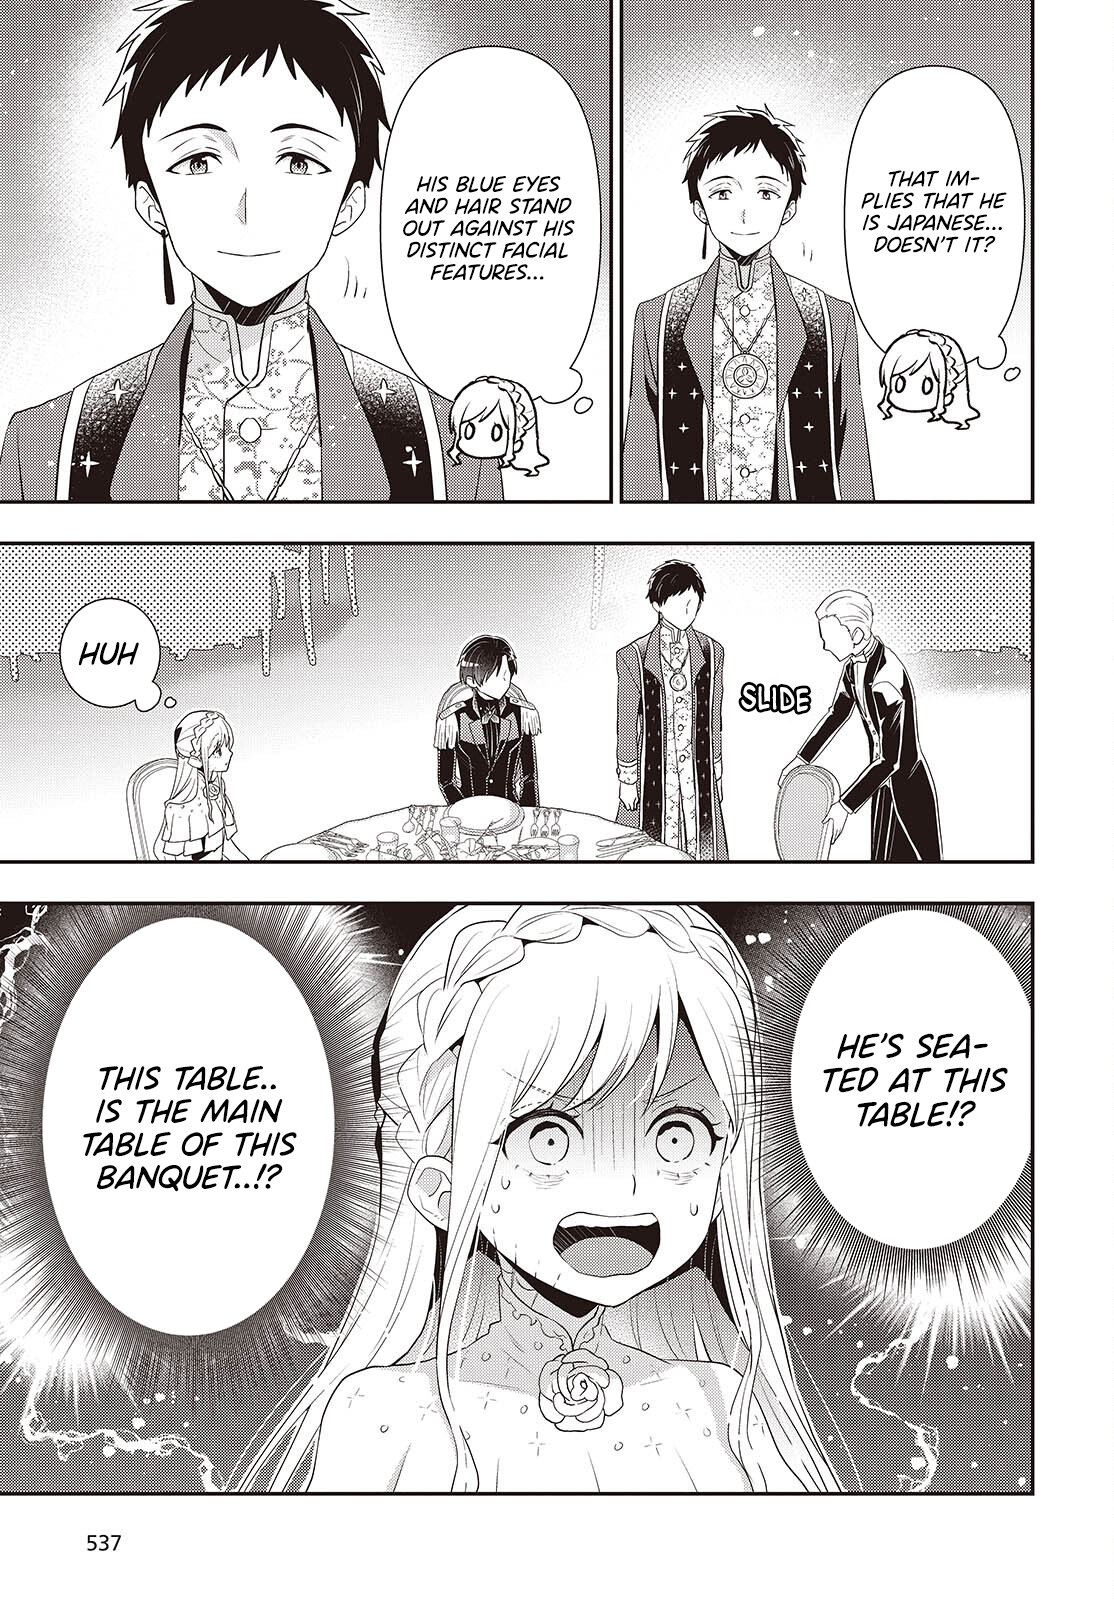 THAT IM-
PLIES THAT HE
IS JAPANESE...
DOESN'T IT?
HIS BLUE EYES
AND HAIR STAND
OUT AGAINST HIS
DISTINCT FACIAL
FEATURES...
SLIDE
HUH
HE'S SEA-
TED AT THIS
TABLE!?
THIS TABLE..
IS THE MAIN
TABLE OF THIS
BANQUET..!?
537